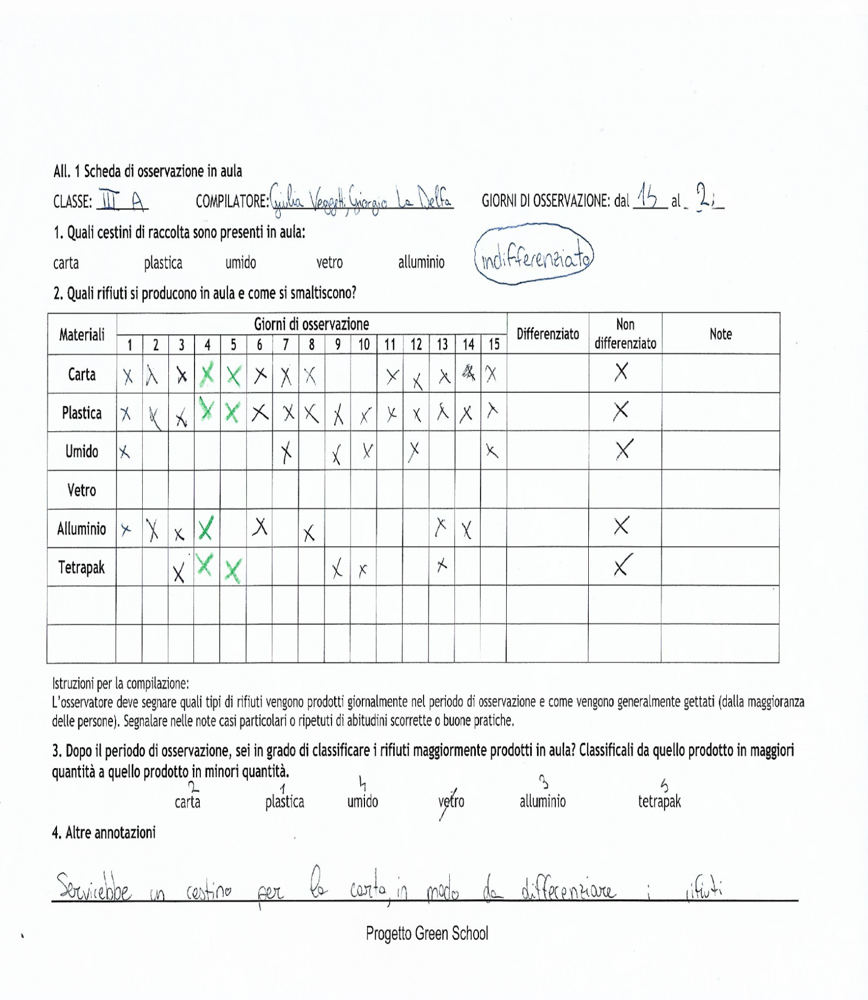 All. 1 Scheda di osservazione in aula
CLASSE: III A COMPILATORE: Giulia Veggetti, Giorgio La Delfa GIORNI DI OSSERVAZIONE: dal 15 al 2
1. Quali cestini di raccolta sono presenti in aula:
carta plastica umido vetro alluminio indifferenziato
2. Quali rifiuti si producono in aula e come si smaltiscono?
Materiali Giorni di osservazione Differenziato Non differenziato Note
1 2 3 4 5 6 7 8 9 10 11 12 13 14 15
Carta X X X X X X X X X X X X X X
Plastica X X X X X X X X X X X X X X X X
Umido X X X X X X X
Vetro
Alluminio X X X X X X X X X
Tetrapak X X X X X X X
Istruzioni per la compilazione:
L'osservatore deve segnare quali tipi di rifiuti vengono prodotti giornalmente nel periodo di osservazione e come vengono generalmente gettati (dalla maggioranza
delle persone). Segnalare nelle note casi particolari o ripetuti di abitudini scorrette o buone pratiche.
3. Dopo il periodo di osservazione, sei in grado di classificare i rifiuti maggiormente prodotti in aula? Classificali da quello prodotto in maggiori
quantità a quello prodotto in minori quantità.
2 1 4 3 5
carta plastica umido vetro alluminio tetrapak
4. Altre annotazioni
Servirebbe un cestino per la carta, in modo da differenziare i rifiuti
Progetto Green School